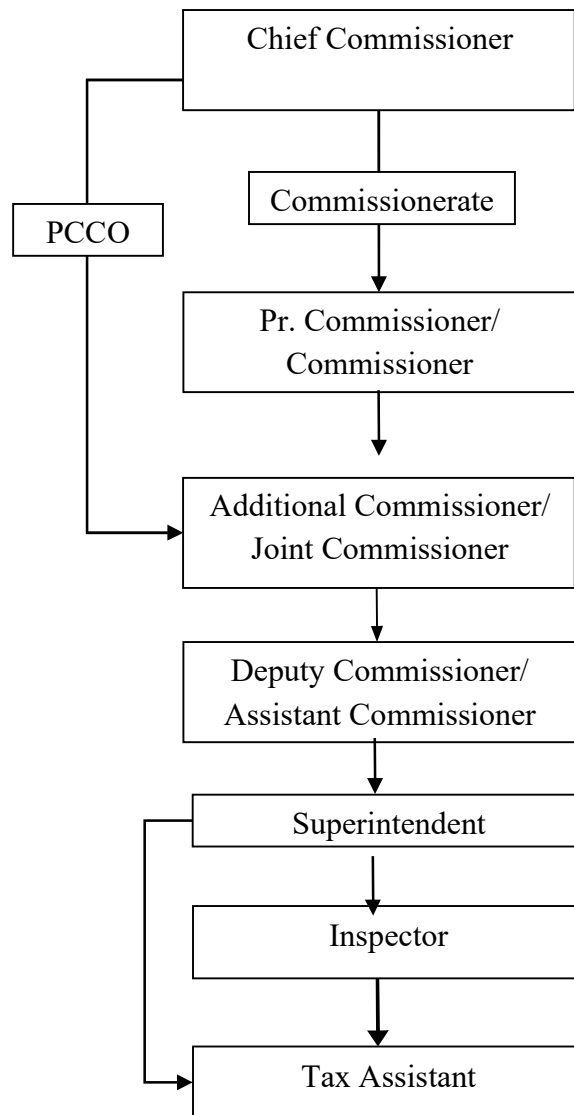 Chief Commissioner
Commissionerate
PCCO
Pr. Commissioner/
Commissioner
Additional Commissioner/
Joint Commissioner
Deputy Commissioner/
Assistant Commissioner
Superintendent
Inspector
Tax Assistant